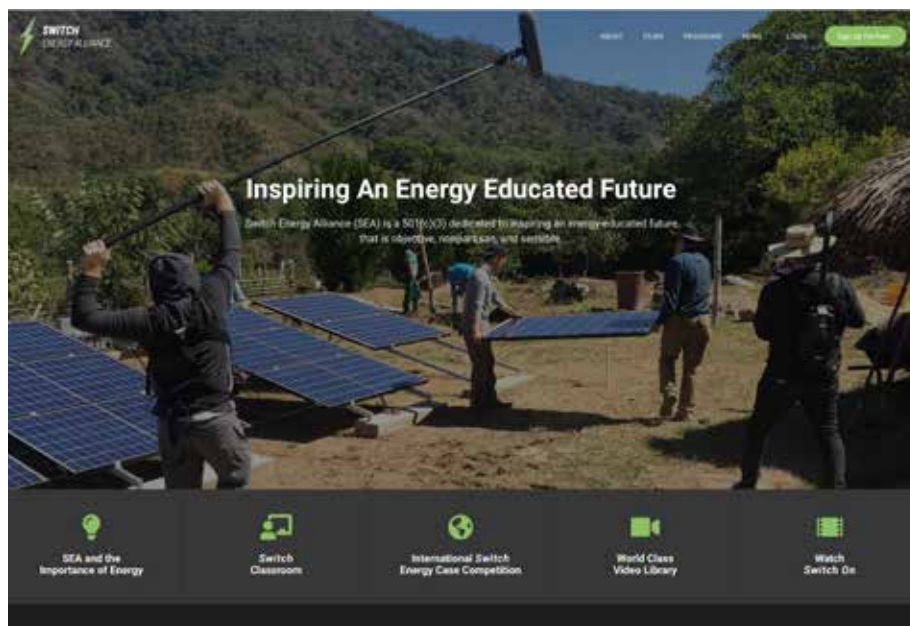 SWITCH
ENERGY ALLIANCE
ABOUT FILMS PROGRAMS NEWS LOGIN Sign Up For Free
Inspiring An Energy Educated Future
Switch Energy Alliance (SEA) is a 501(c)(3) dedicated to inspiring an energy-educated future
that is objective, nonpartisan, and sensible.
SEA and the
Importance of Energy
Switch
Classroom
International Switch
Energy Case Competition
World Class
Video Library
Watch
Switch On